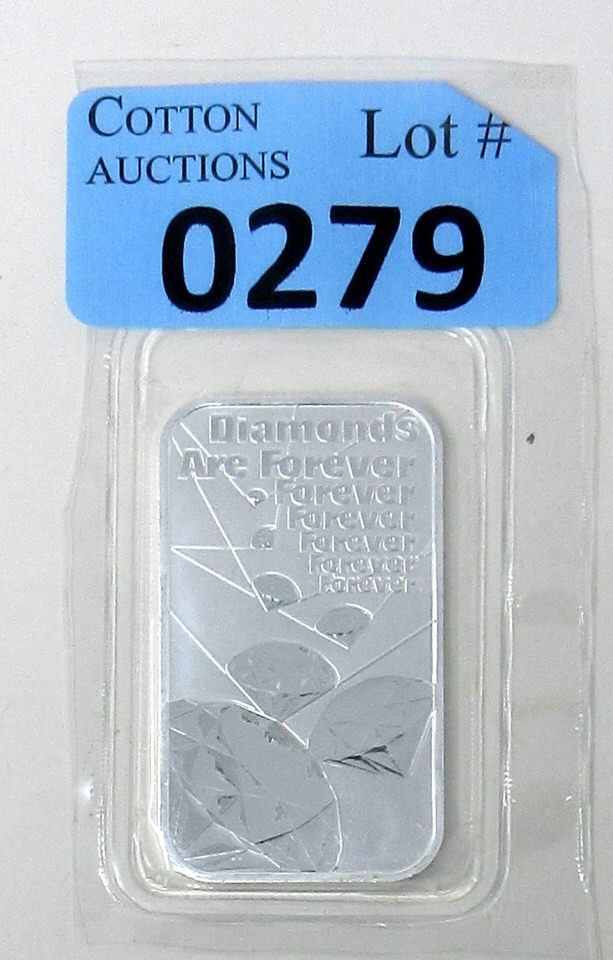 Cotton Auctions
Lot #
0279
Diamonds
Are Forever
Forever
Forever
Forever
Forever
Forever